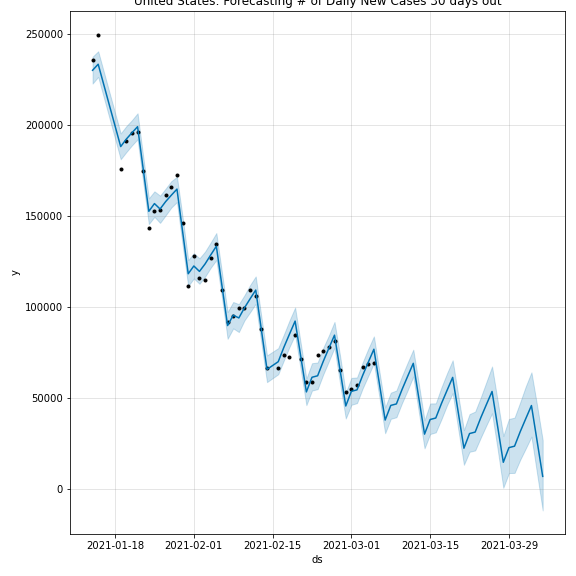 United States: Forecasting # of Daily New Cases 30 days out
250000
200000
150000
100000
50000
0
y
2021-01-18 2021-02-01 2021-02-15 2021-03-01 2021-03-15 2021-03-29
ds